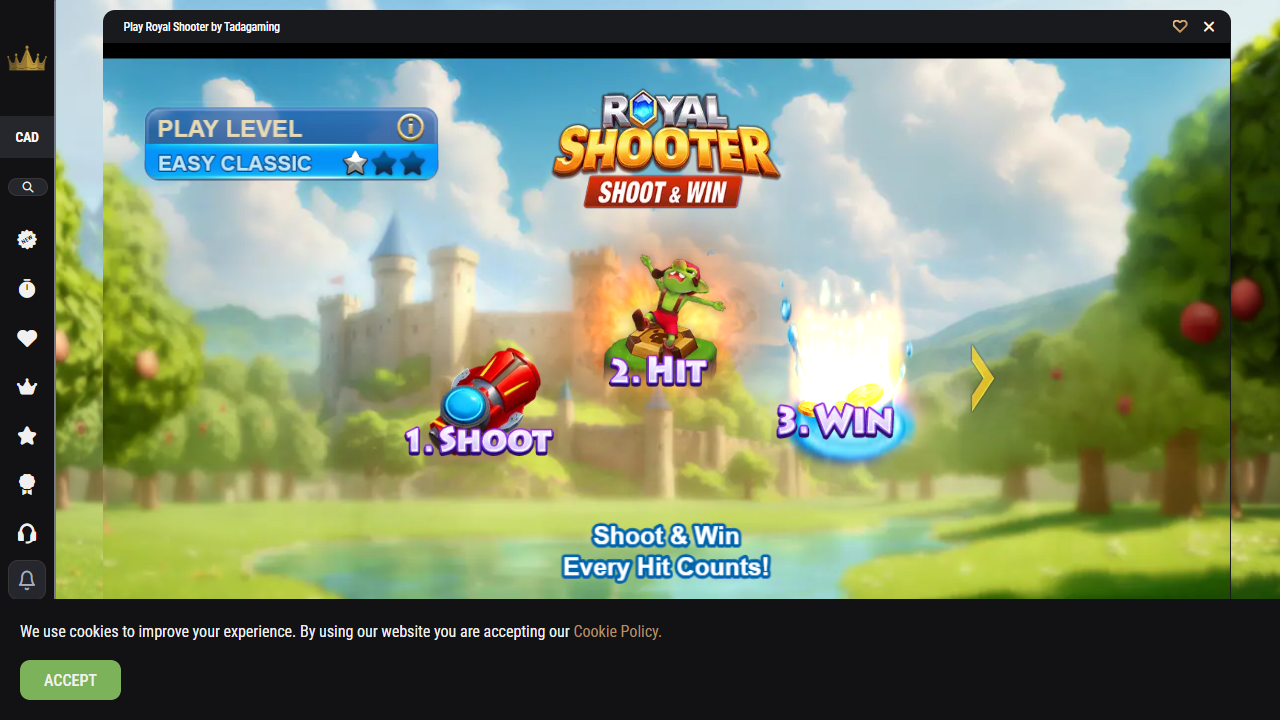 Play Royal Shooter by Tadagaming
CAD
NEW
PLAY LEVEL
EASY CLASSIC
ROYAL
SHOOTER
SHOOT & WIN
1. SHOOT
2. HIT
3. WIN
Shoot & Win
Every Hit Counts!
We use cookies to improve your experience. By using our website you are accepting our Cookie Policy.
ACCEPT